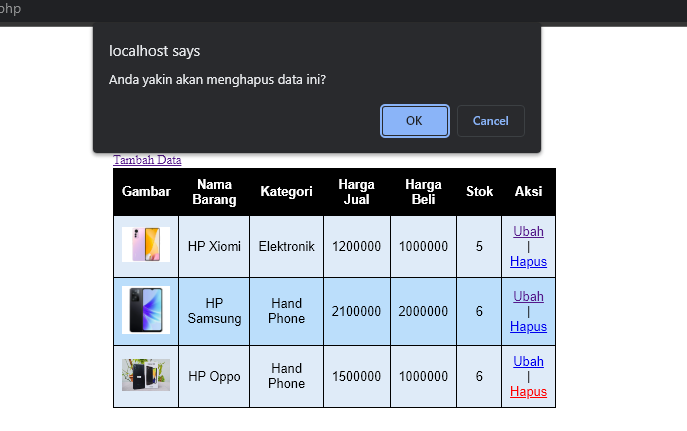 php
localhost says
Anda yakin akan menghapus data ini?
OK Cancel
Tambah Data
Gambar Nama Barang Kategori Harga Jual Harga Beli Stok Aksi
HP Xiomi Elektronik 1200000 1000000 5 Ubah | Hapus
HP Samsung Hand Phone 2100000 2000000 6 Ubah | Hapus
HP Oppo Hand Phone 1500000 1000000 6 Ubah | Hapus